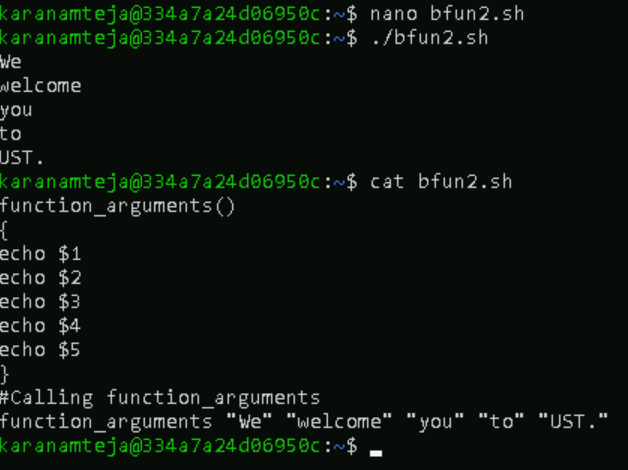 karanamteja@334a7a24d06950c:~$ nano bfun2.sh
karanamteja@334a7a24d06950c:~$ ./bfun2.sh
We
welcome
you
to
UST.
karanamteja@334a7a24d06950c:~$ cat bfun2.sh
function_arguments()
{
echo $1
echo $2
echo $3
echo $4
echo $5
}
#Calling function_arguments
function_arguments "We" "welcome" "you" "to" "UST."
karanamteja@334a7a24d06950c:~$